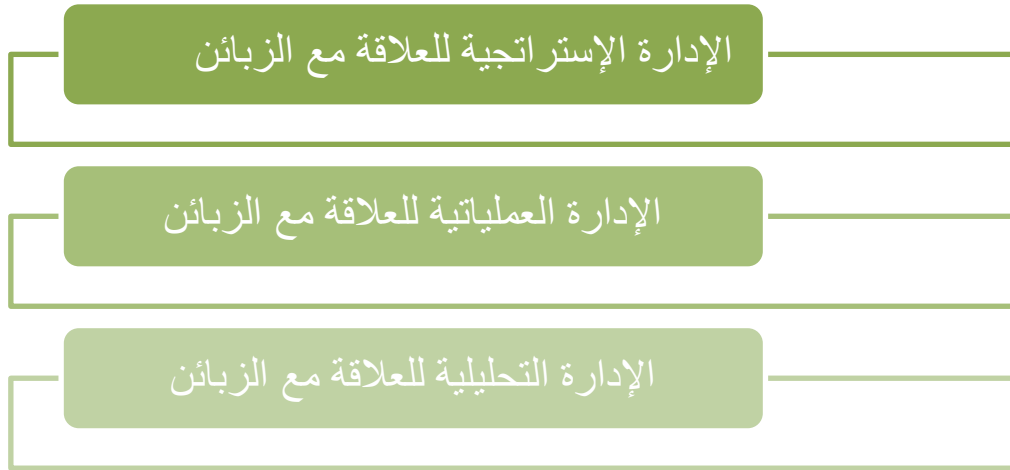 الإدارة الإستراتجية للعلاقة مع الزبائن
الإدارة العملياتية للعلاقة مع الزبائن
الإدارة التحليلية للعلاقة مع الزبائن